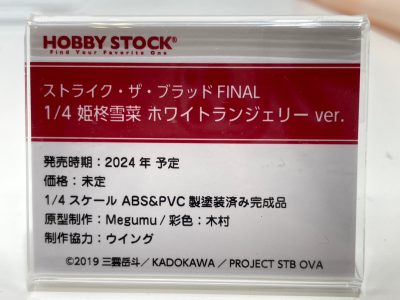 HOBBY STOCK®
Find Your Favorite One
ストライク・ザ・ブラッド FINAL
1/4 姫柊雪菜 ホワイトランジェリー ver.
発売時期：2024 年 予定
価格：未定
1/4 スケール ABS&PVC 製塗装済み完成品
原型制作：Megumu / 彩色：木村
制作協力：ウイング
©2019 三雲岳斗／KADOKAWA／PROJECT STB OVA